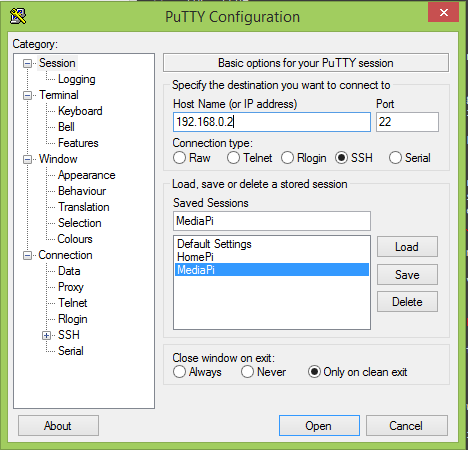 PuTTY Configuration
Category:
Session
Logging
Terminal
Keyboard
Bell
Features
Window
Appearance
Behaviour
Translation
Selection
Colours
Connection
Data
Proxy
Telnet
Rlogin
SSH
Serial
Basic options for your PuTTY session
Specify the destination you want to connect to
Host Name (or IP address) Port
192.168.0.2 22
Connection type:
Raw Telnet Rlogin SSH Serial
Load, save or delete a stored session
Saved Sessions
MediaPi
Default Settings
HomePi
MediaPi
Load
Save
Delete
Close window on exit:
Always Never Only on clean exit
About Open Cancel